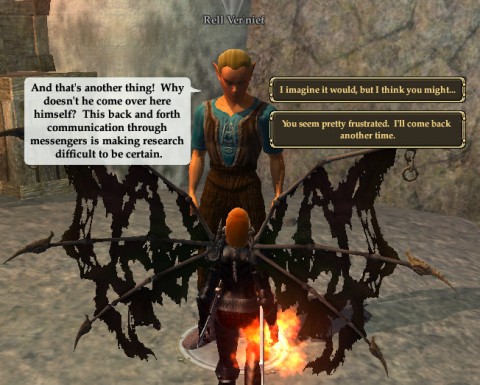 Rell Ver'niet
And that's another thing! Why
doesn't he come over here
himself? This back and forth
communication through
messengers is making research
difficult to be certain.
I imagine it would, but I think you might...
You seem pretty frustrated. I'll come back
another time.